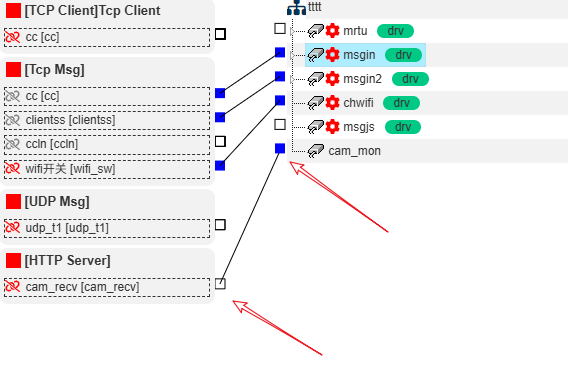 [TCP Client]Tcp Client
cc [cc]
[Tcp Msg]
cc [cc]
clientss [clientss]
ccln [ccln]
wifi开关 [wifi_sw]
[UDP Msg]
udp_t1 [udp_t1]
[HTTP Server]
cam_recv [cam_recv]
tttt
mrtu drv
msgin drv
msgin2 drv
chwifi drv
msgjs drv
cam_mon